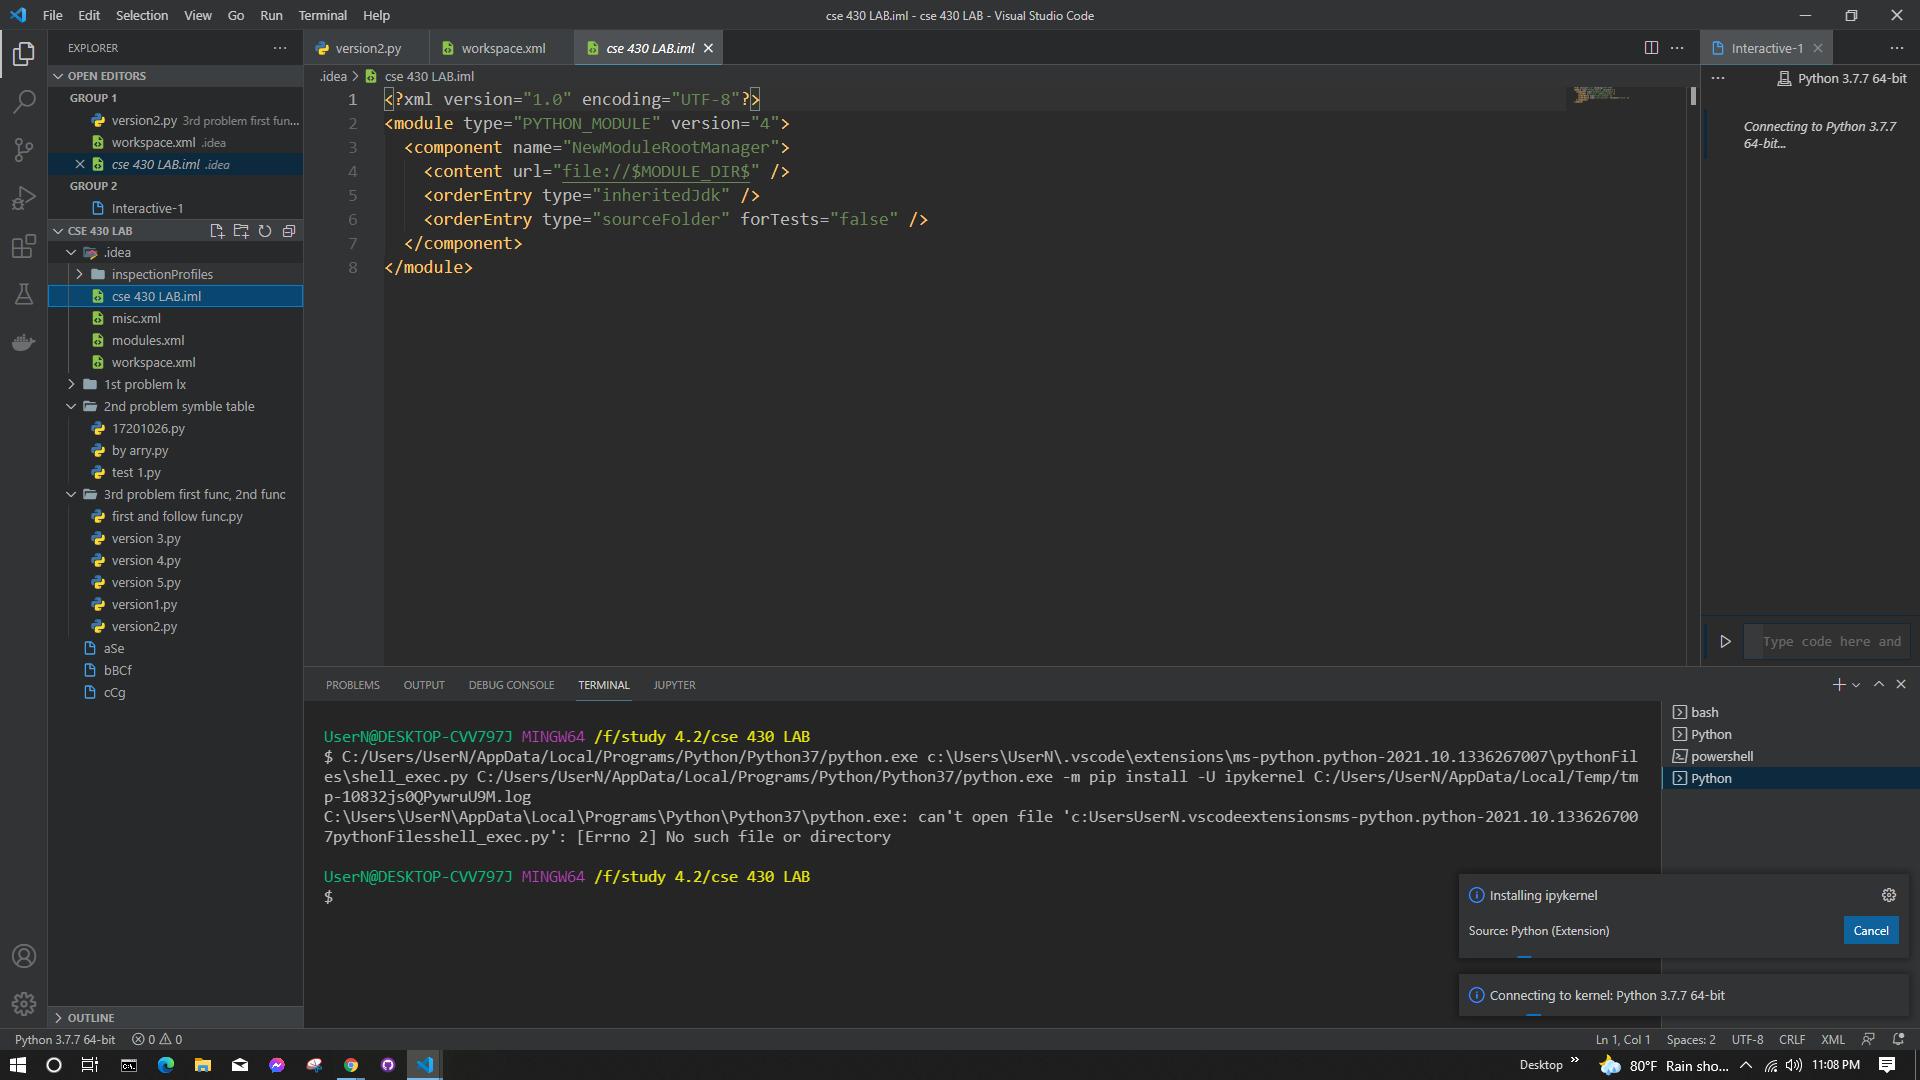 File Edit Selection View Go Run Terminal Help
cse 430 LAB.iml - cse 430 LAB - Visual Studio Code
EXPLORER
OPEN EDITORS
GROUP 1
version2.py 3rd problem first fun...
workspace.xml .idea
cse 430 LAB.iml .idea
GROUP 2
Interactive-1
CSE 430 LAB
.idea
inspectionProfiles
cse 430 LAB.iml
misc.xml
modules.xml
workspace.xml
1st problem lx
2nd problem symble table
17201026.py
by arry.py
test 1.py
3rd problem first func, 2nd func
first and follow func.py
version 3.py
version 4.py
version 5.py
version1.py
version2.py
aSe
bBCf
cCg
OUTLINE
version2.py workspace.xml cse 430 LAB.iml
.idea > cse 430 LAB.iml
1 <?xml version="1.0" encoding="UTF-8"?>
2 <module type="PYTHON_MODULE" version="4">
3 <component name="NewModuleRootManager">
4 <content url="file://$MODULE_DIR$" />
5 <orderEntry type="inheritedJdk" />
6 <orderEntry type="sourceFolder" forTests="false" />
7 </component>
8 </module>
Interactive-1
Python 3.7.7 64-bit
Connecting to Python 3.7.7
64-bit...
Type code here and
PROBLEMS OUTPUT DEBUG CONSOLE TERMINAL JUPYTER
UserN@DESKTOP-CVV797J MINGW64 /f/study 4.2/cse 430 LAB
$ C:/Users/UserN/AppData/Local/Programs/Python/Python37/python.exe c:\Users\UserN\.vscode\extensions\ms-python.python-2021.10.1336267007\pythonFil
es\shell_exec.py C:/Users/UserN/AppData/Local/Programs/Python/Python37/python.exe -m pip install -U ipykernel C:/Users/UserN/AppData/Local/Temp/tm
p-10832js0QPywruU9M.log
C:\Users\UserN\AppData\Local\Programs\Python\Python37\python.exe: can't open file 'c:UsersUserN.vscodeextensionsms-python.python-2021.10.133626700
7pythonFilesshell_exec.py': [Errno 2] No such file or directory
UserN@DESKTOP-CVV797J MINGW64 /f/study 4.2/cse 430 LAB
$
bash
Python
powershell
Python
Installing ipykernel
Source: Python (Extension)
Cancel
Connecting to kernel: Python 3.7.7 64-bit
Python 3.7.7 64-bit 0 0
Ln 1, Col 1 Spaces: 2 UTF-8 CRLF XML
Desktop 80°F Rain sho... 11:08 PM